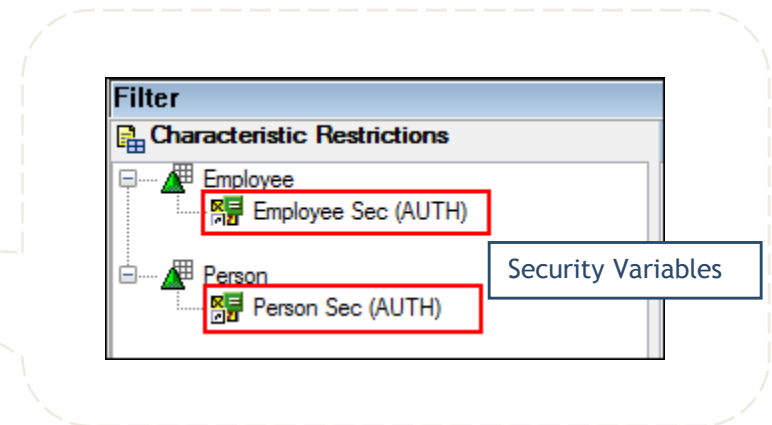 Filter
Characteristic Restrictions
Employee
Employee Sec (AUTH)
Security Variables
Person
Person Sec (AUTH)